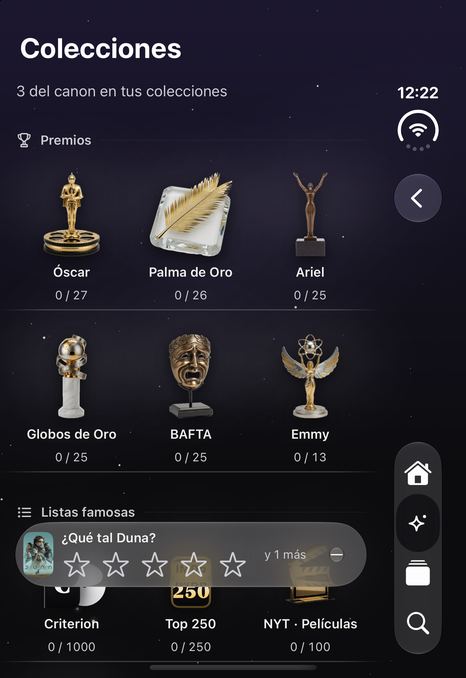 Colecciones
3 del canon en tus colecciones
12:22
Premios
Óscar
Palma de Oro
Ariel
0 / 27
0 / 26
0 / 25
Globos de Oro
BAFTA
Emmy
0 / 25
0 / 25
0 / 13
Listas famosas
¿Qué tal Duna?
y 1 más
250
Criterion
Top 250
NYT · Películas
0 / 1000
0 / 250
0 / 100